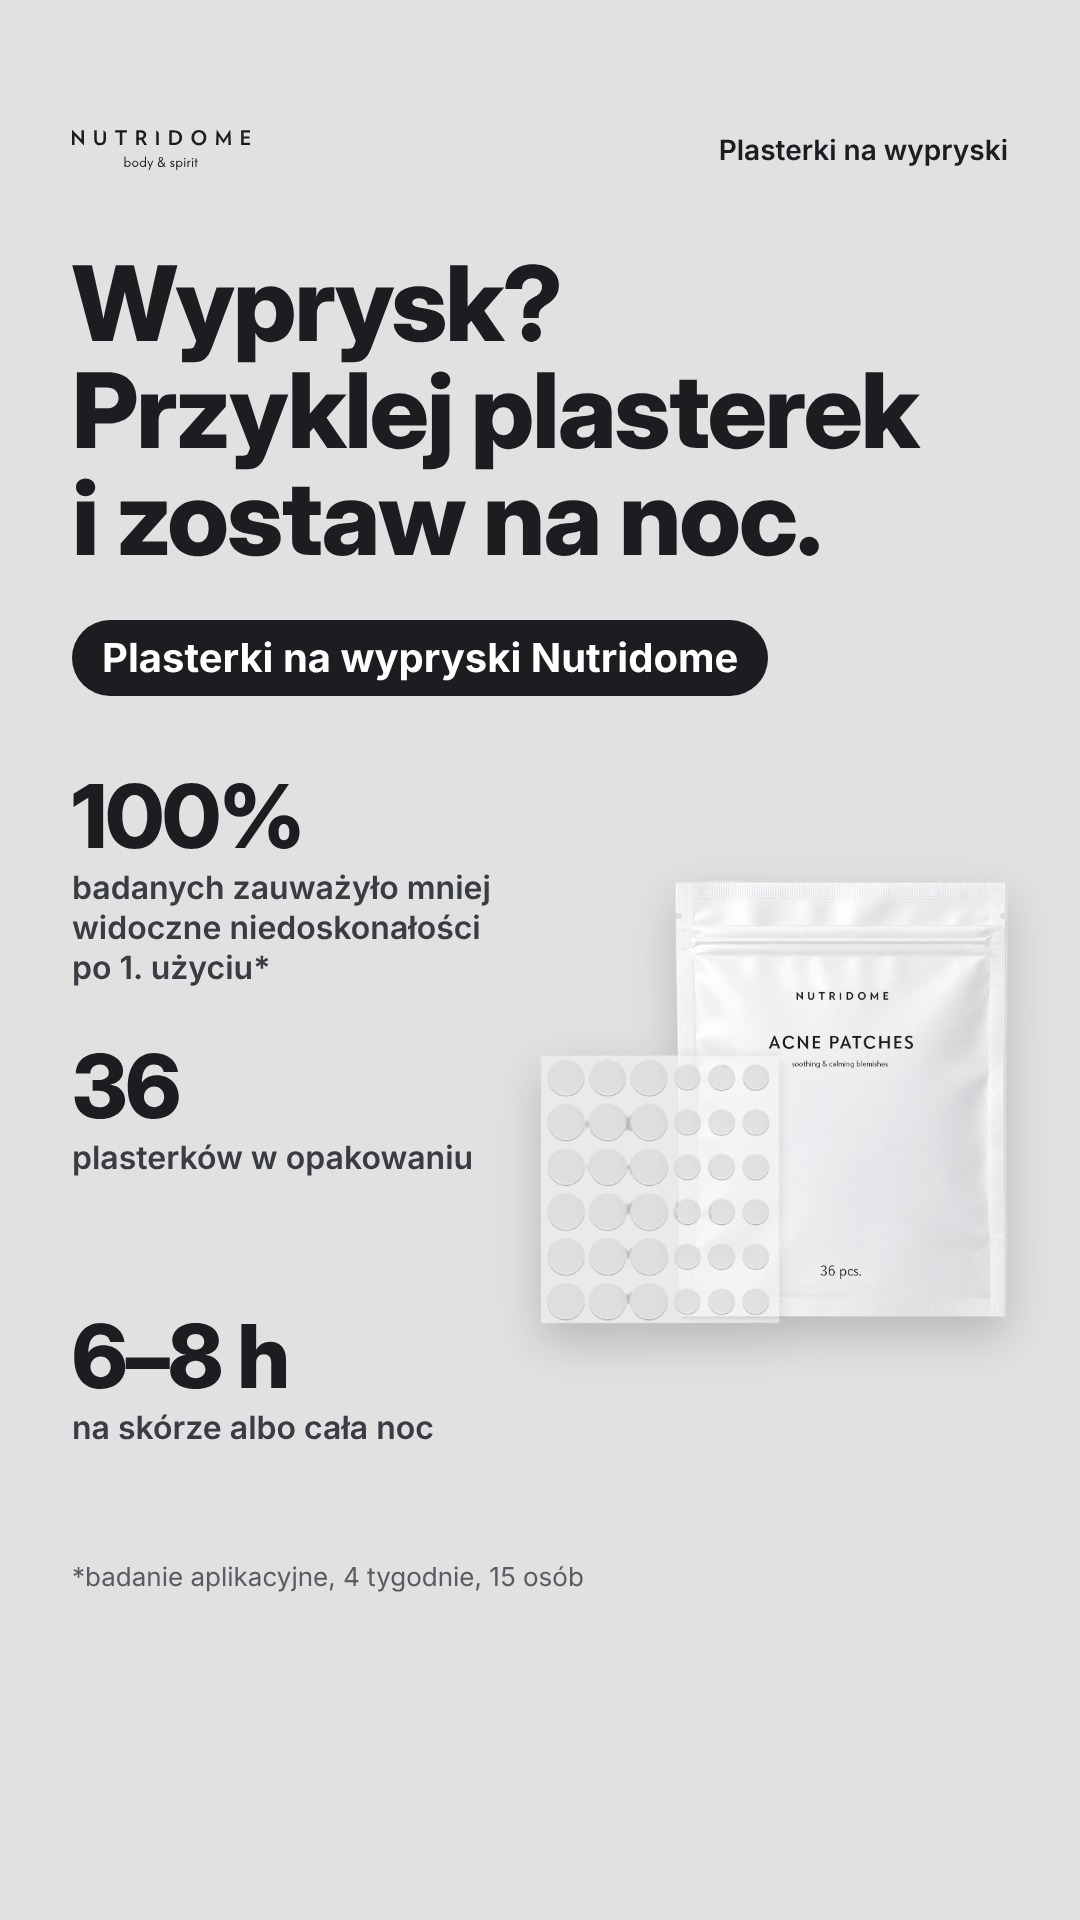 NUTRIDOME
body & spirit
Plasterki na wypryski
Wyprysk?
Przyklej plasterek
i zostaw na noc.
Plasterki na wypryski Nutridome
100%
badanych zauważyło mniej
widoczne niedoskonałości
po 1. użyciu*
36
plasterków w opakowaniu
6–8 h
na skórze albo cała noc
NUTRIDOME
ACNE PATCHES
soothing & calming blemishes
36 pcs.
*badanie aplikacyjne, 4 tygodnie, 15 osób